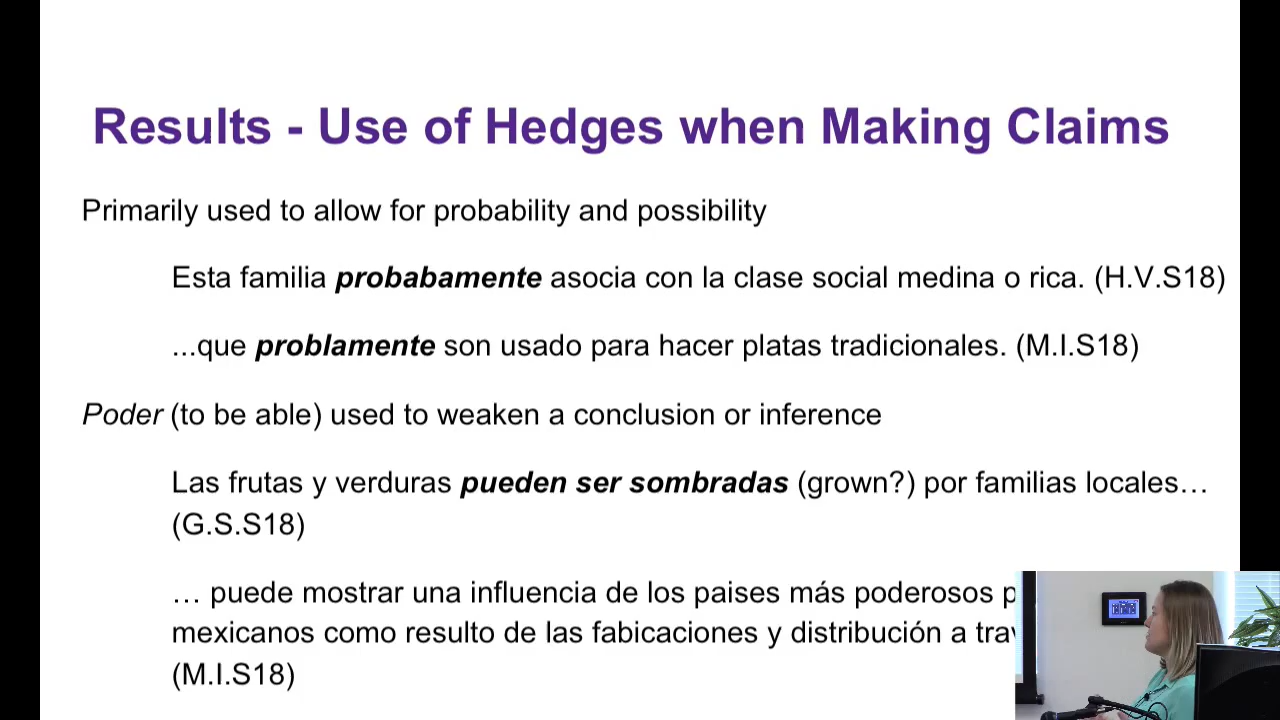 Results - Use of Hedges when Making Claims
Primarily used to allow for probability and possibility
Esta familia probabamente asocia con la clase social medina o rica. (H.V.S18)
...que problamente son usado para hacer platas tradicionales. (M.I.S18)
Poder (to be able) used to weaken a conclusion or inference
Las frutas y verduras pueden ser sombradas (grown?) por familias locales…
(G.S.S18)
… puede mostrar una influencia de los paises más poderosos
mexicanos como resulto de las fabicaciones y distribución a
(M.I.S18)